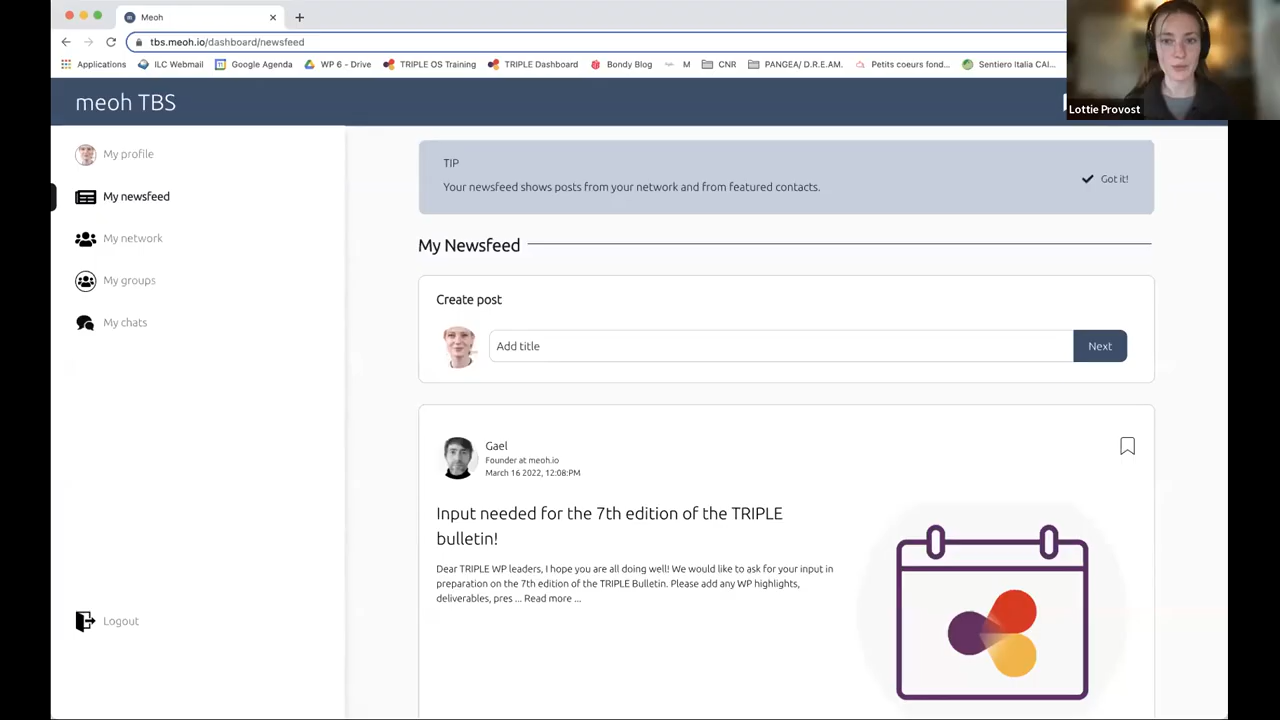 Meoh
tbs.meoh.io/dashboard/newsfeed
Applications ILC Webmail Google Agenda WP 6 - Drive TRIPLE OS Training TRIPLE Dashboard Bondy Blog M CNR PANGEA/ D.R.E.AM. Petits coeurs fond... Sentiero Italia CAI...
Lottie Provost
meoh TBS
My profile
My newsfeed
My network
My groups
My chats
Logout
TIP
Your newsfeed shows posts from your network and from featured contacts.
Got it!
My Newsfeed
Create post
Add title
Next
Gael
Founder at meoh.io
March 16 2022, 12:08:PM
Input needed for the 7th edition of the TRIPLE
bulletin!
Dear TRIPLE WP leaders, I hope you are all doing well! We would like to ask for your input in
preparation on the 7th edition of the TRIPLE Bulletin. Please add any WP highlights,
deliverables, pres ... Read more ...